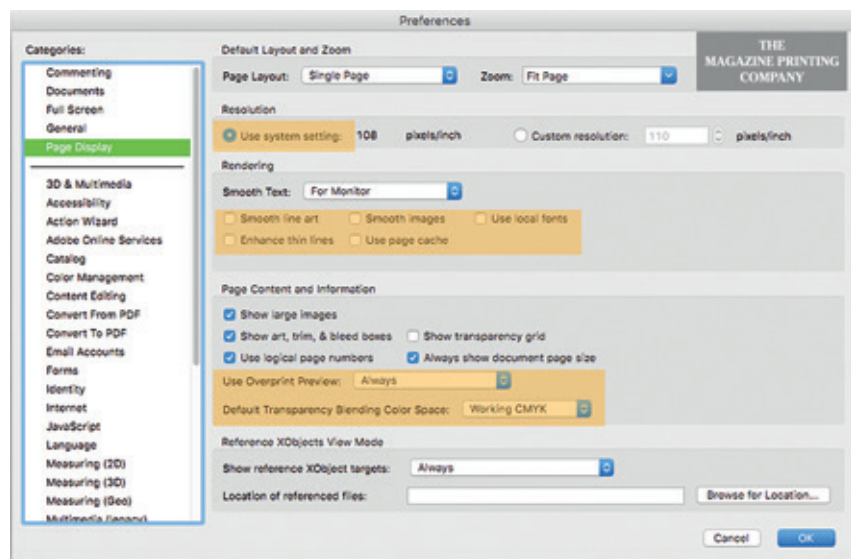 Preferences
Categories:
Commenting
Documents
Full Screen
General
Page Display
3D & Multimedia
Accessibility
Action Wizard
Adobe Online Services
Catalog
Color Management
Content Editing
Convert From PDF
Convert To PDF
Email Accounts
Forms
Identity
Internet
JavaScript
Language
Measuring (2D)
Measuring (3D)
Measuring (Geo)
Multimedia (legacy)
THE
MAGAZINE PRINTING
COMPANY
Default Layout and Zoom
Page Layout: Single Page Zoom: Fit Page
Resolution
Use system setting: 108 pixels/inch Custom resolution: 110 pixels/inch
Rendering
Smooth Text: For Monitor
Smooth line art Smooth images Use local fonts
Enhance thin lines Use page cache
Page Content and Information
Show large images
Show art, trim, & bleed boxes Show transparency grid
Use logical page numbers Always show document page size
Use Overprint Preview: Always
Default Transparency Blending Color Space: Working CMYK
Reference XObjects View Mode
Show reference XObject targets: Always
Location of referenced files: Browse for Location...
Cancel OK